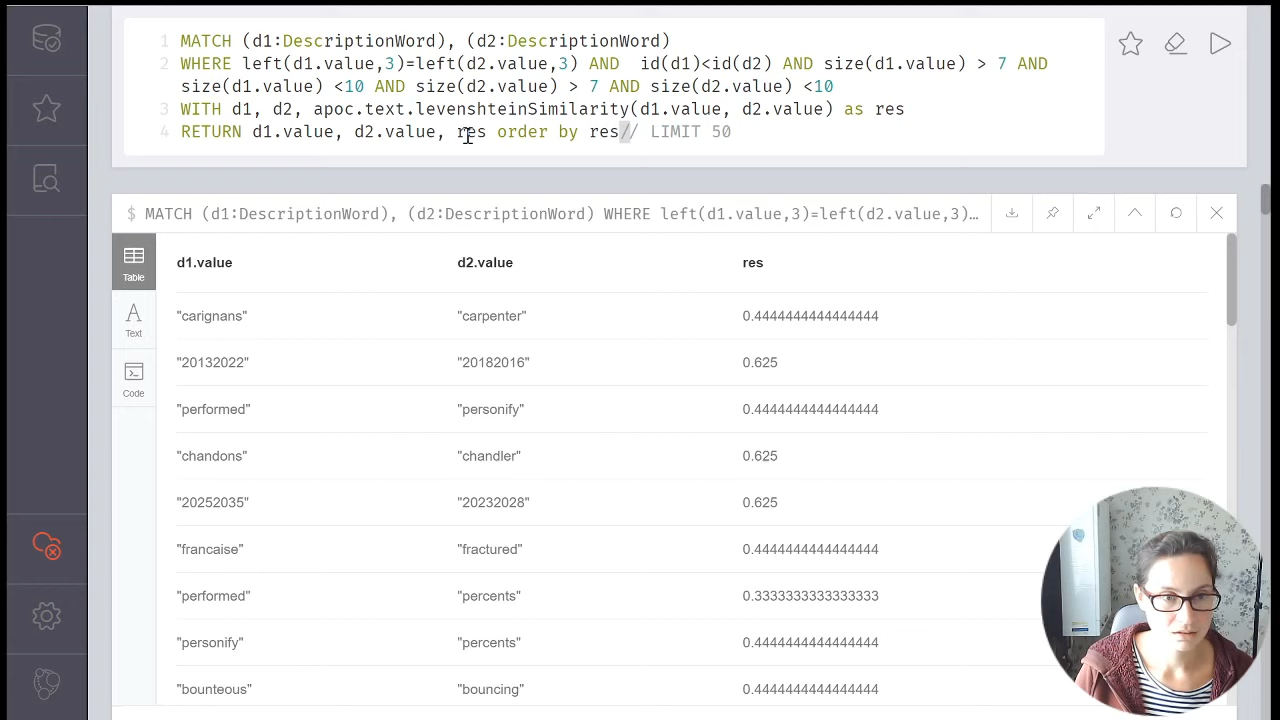 1 MATCH (d1:DescriptionWord), (d2:DescriptionWord)
2 WHERE left(d1.value,3)=left(d2.value,3) AND  id(d1)<id(d2) AND size(d1.value) > 7 AND
size(d1.value) <10 AND size(d2.value) > 7 AND size(d2.value) <10
3 WITH d1, d2, apoc.text.levenshteinSimilarity(d1.value, d2.value) as res
4 RETURN d1.value, d2.value, res order by res// LIMIT 50
$ MATCH (d1:DescriptionWord), (d2:DescriptionWord) WHERE left(d1.value,3)=left(d2.value,3)…
Table
A
Text
Code
d1.value d2.value res
"carignans" "carpenter" 0.4444444444444444
"20132022" "20182016" 0.625
"performed" "personify" 0.4444444444444444
"chandons" "chandler" 0.625
"20252035" "20232028" 0.625
"francaise" "fractured" 0.4444444444444444
"performed" "percents" 0.3333333333333333
"personify" "percents" 0.4444444444444444
"bounteous" "bouncing" 0.4444444444444444